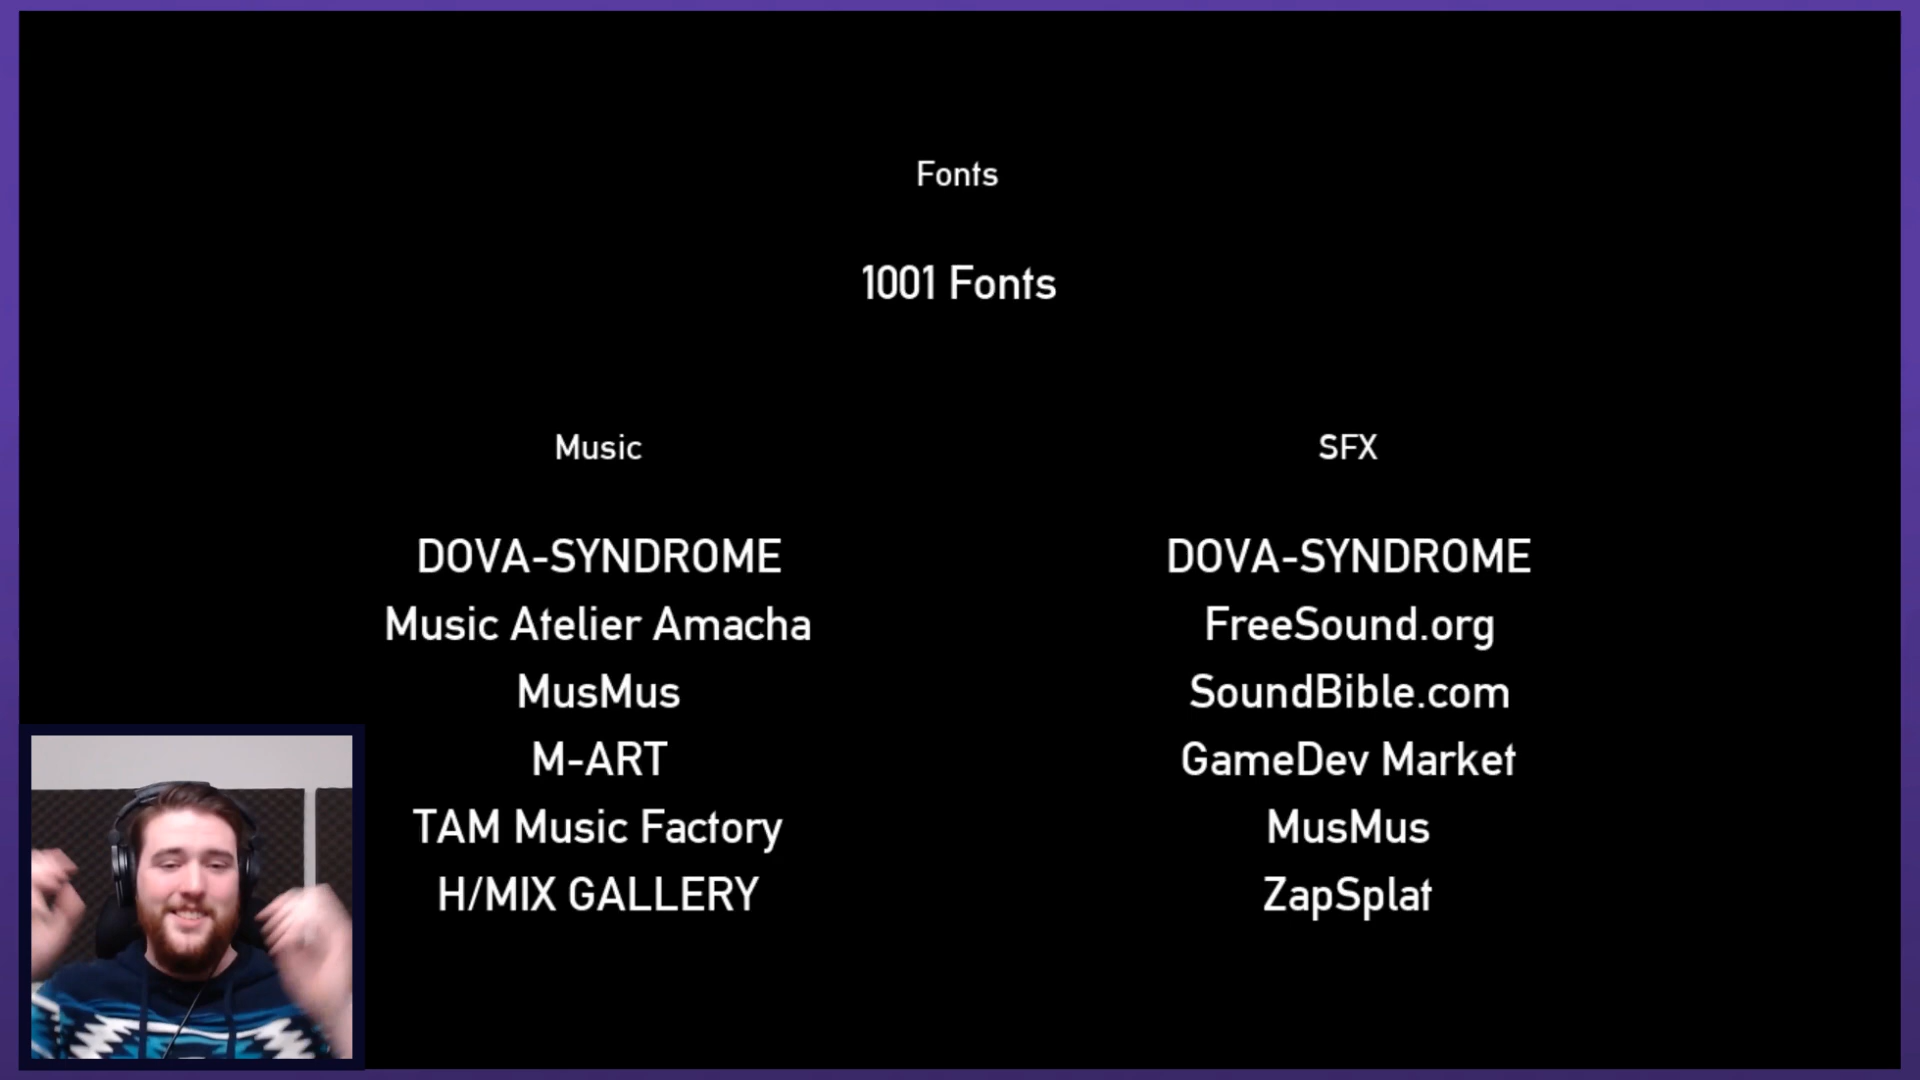 Fonts
1001 Fonts
Music
DOVA-SYNDROME
Music Atelier Amacha
MusMus
M-ART
TAM Music Factory
H/MIX GALLERY
SFX
DOVA-SYNDROME
FreeSound.org
SoundBible.com
GameDev Market
MusMus
ZapSplat